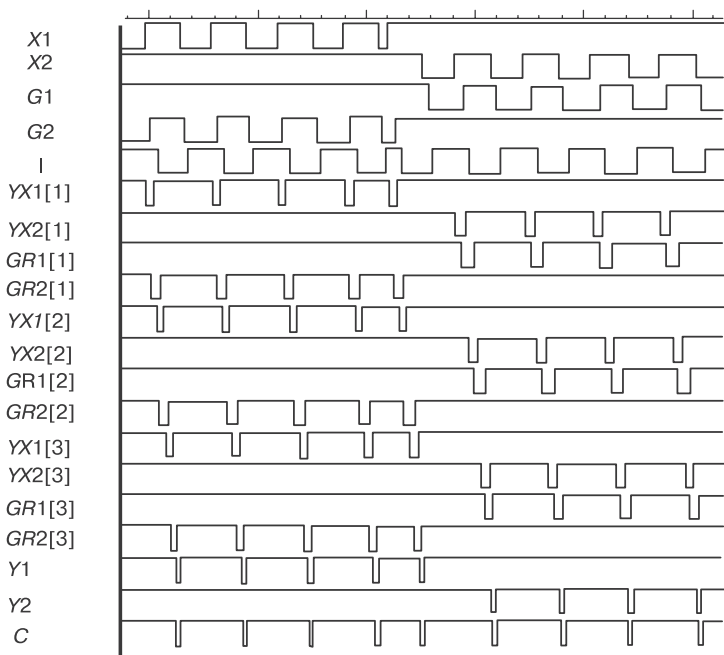 X1
X2
G1
G2
I
YX1[1]
YX2[1]
GR1[1]
GR2[1]
YX1[2]
YX2[2]
GR1[2]
GR2[2]
YX1[3]
YX2[3]
GR1[3]
GR2[3]
Y1
Y2
C